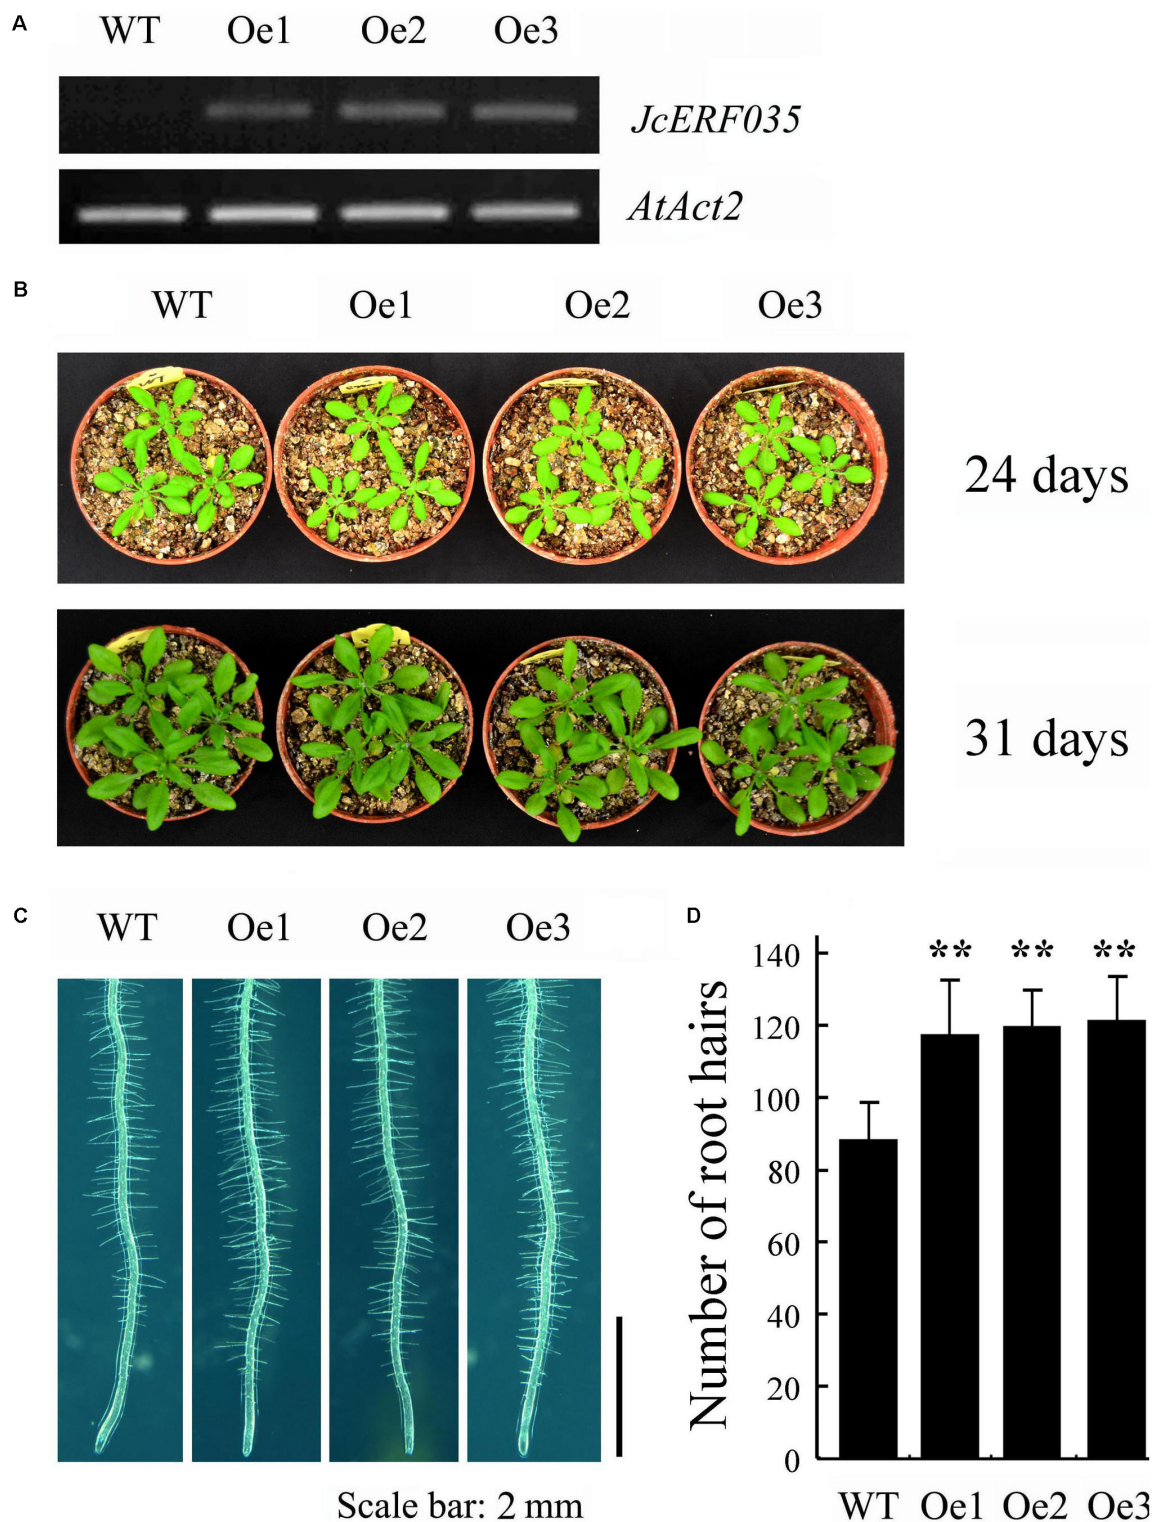 A
WT Oe1 Oe2 Oe3
JcERF035
AtAct2
B
WT Oe1 Oe2 Oe3
24 days
31 days
C
WT Oe1 Oe2 Oe3
Scale bar: 2 mm
D
Number of root hairs
140
120
100
80
60
40
20
0
** ** **
WT Oe1 Oe2 Oe3